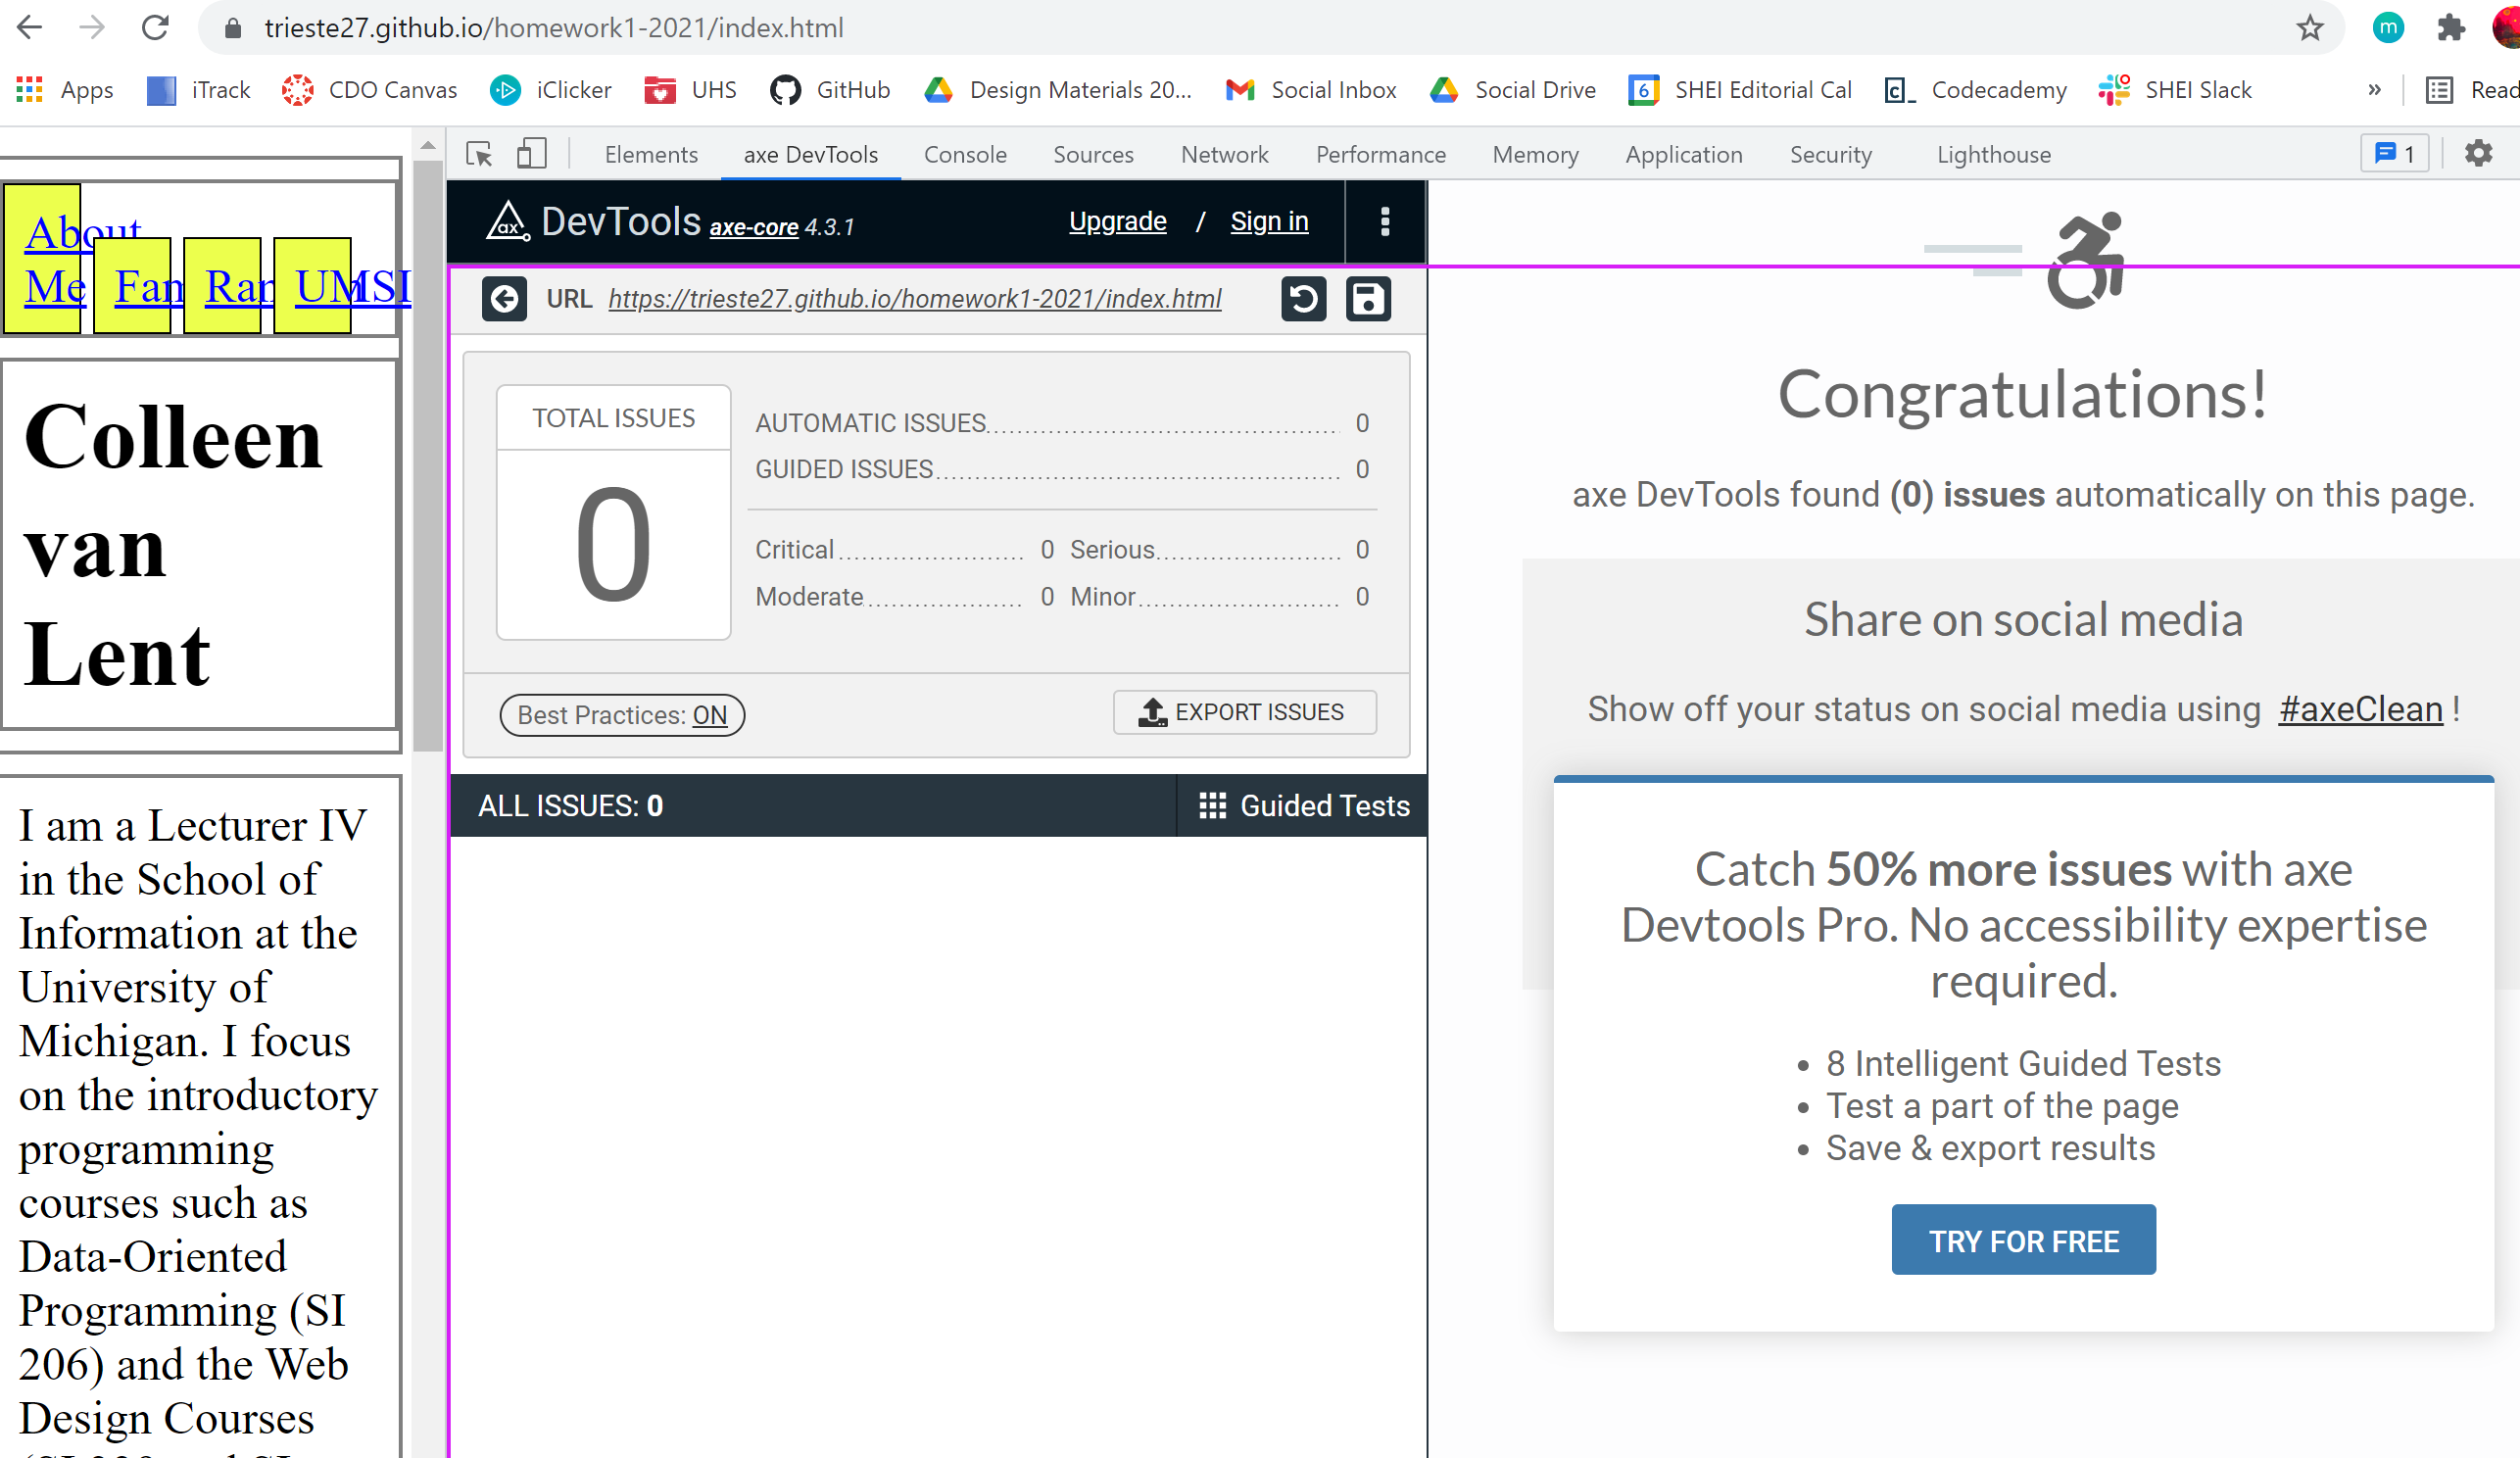 trieste27.github.io/homework1-2021/index.html
m
Apps
iTrack
CDO Canvas
iClicker
UHS
GitHub
Design Materials 20...
Social Inbox
Social Drive
6
SHEI Editorial Cal
Codecademy
SHEI Slack
»
Read
About
Me
Fam
Ran
UMSI
Colleen
van
Lent
I am a Lecturer IV
in the School of
Information at the
University of
Michigan. I focus
on the introductory
programming
courses such as
Data-Oriented
Programming (SI
206) and the Web
Design Courses
Elements
axe DevTools
Console
Sources
Network
Performance
Memory
Application
Security
Lighthouse
1
ax DevTools axe-core 4.3.1
Upgrade / Sign in
URL https://trieste27.github.io/homework1-2021/index.html
TOTAL ISSUES
0
AUTOMATIC ISSUES 0
GUIDED ISSUES 0
Critical 0 Serious 0
Moderate 0 Minor 0
Best Practices: ON
EXPORT ISSUES
ALL ISSUES: 0
Guided Tests
Congratulations!
axe DevTools found (0) issues automatically on this page.
Share on social media
Show off your status on social media using #axeClean !
Catch 50% more issues with axe
Devtools Pro. No accessibility expertise
required.
• 8 Intelligent Guided Tests
• Test a part of the page
• Save & export results
TRY FOR FREE